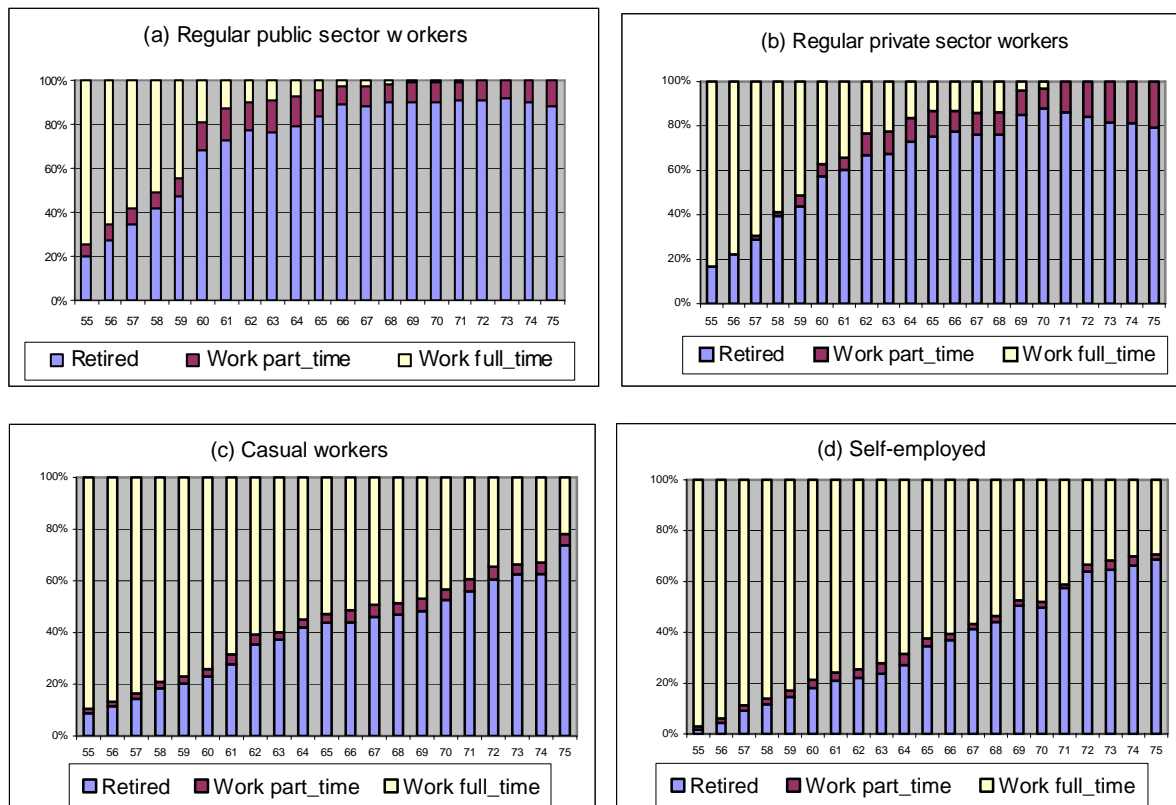 (a) Regular public sector workers
100%
80%
60%
40%
20%
0%
55 56 57 58 59 60 61 62 63 64 65 66 67 68 69 70 71 72 73 74 75
Retired Work part_time Work full_time
(b) Regular private sector workers
100%
80%
60%
40%
20%
0%
55 56 57 58 59 60 61 62 63 64 65 66 67 68 69 70 71 72 73 74 75
Retired Work part_time Work full_time
(c) Casual workers
100%
80%
60%
40%
20%
0%
55 56 57 58 59 60 61 62 63 64 65 66 67 68 69 70 71 72 73 74 75
Retired Work part_time Work full_time
(d) Self-employed
100%
80%
60%
40%
20%
0%
55 56 57 58 59 60 61 62 63 64 65 66 67 68 69 70 71 72 73 74 75
Retired Work part_time Work full_time